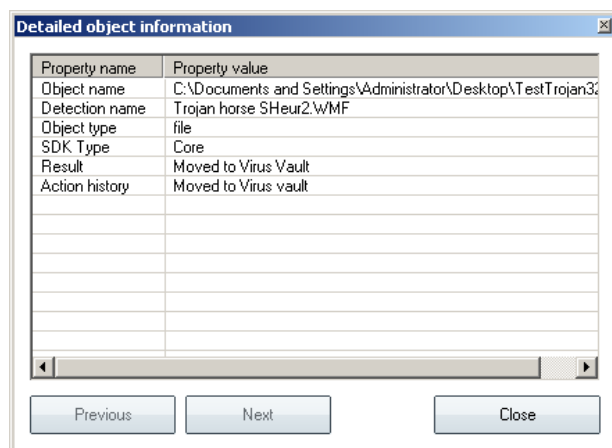 Detailed object information
Property name Property value
Object name C:\Documents and Settings\Administrator\Desktop\TestTrojan32
Detection name Trojan horse SHeur2.WMF
Object type file
SDK Type Core
Result Moved to Virus Vault
Action history Moved to Virus vault
Previous Next Close